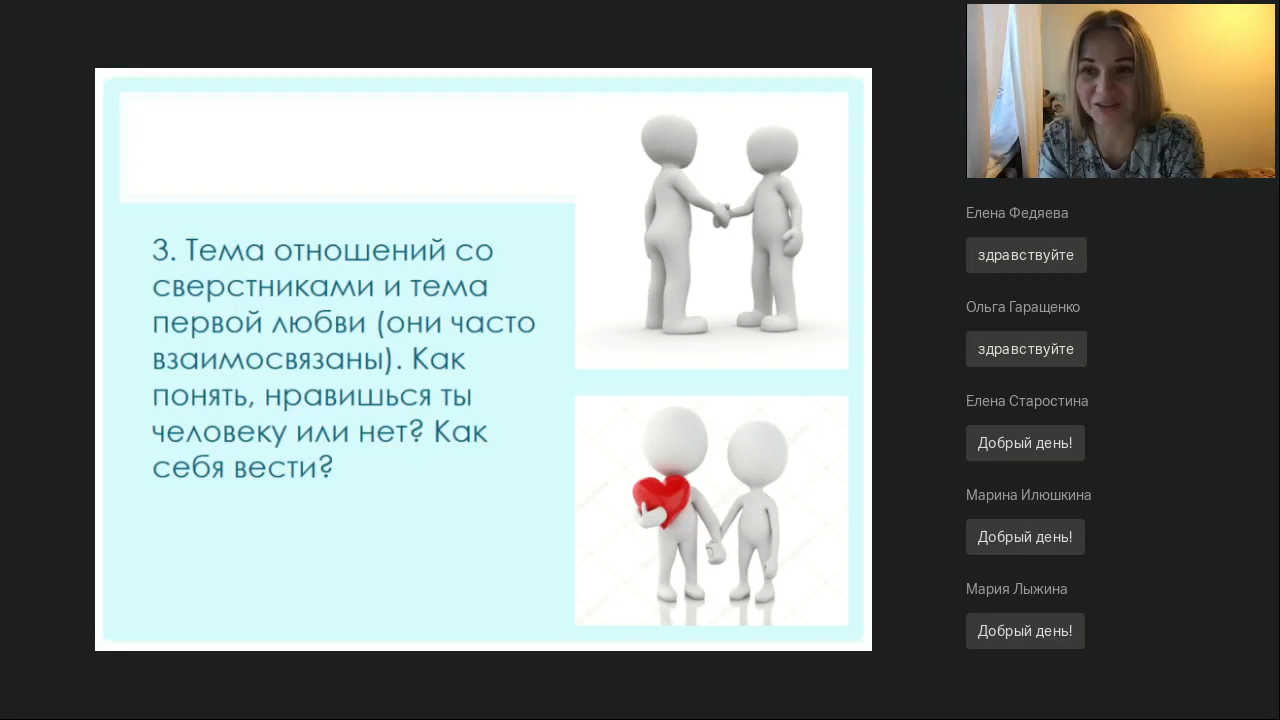 3. Тема отношений со
сверстниками и тема
первой любви (они часто
взаимосвязаны). Как
понять, нравишься ты
человеку или нет? Как
себя вести?
Елена Федяева
здравствуйте
Ольга Гаращенко
здравствуйте
Елена Старостина
Добрый день!
Марина Илюшкина
Добрый день!
Мария Лыжина
Добрый день!